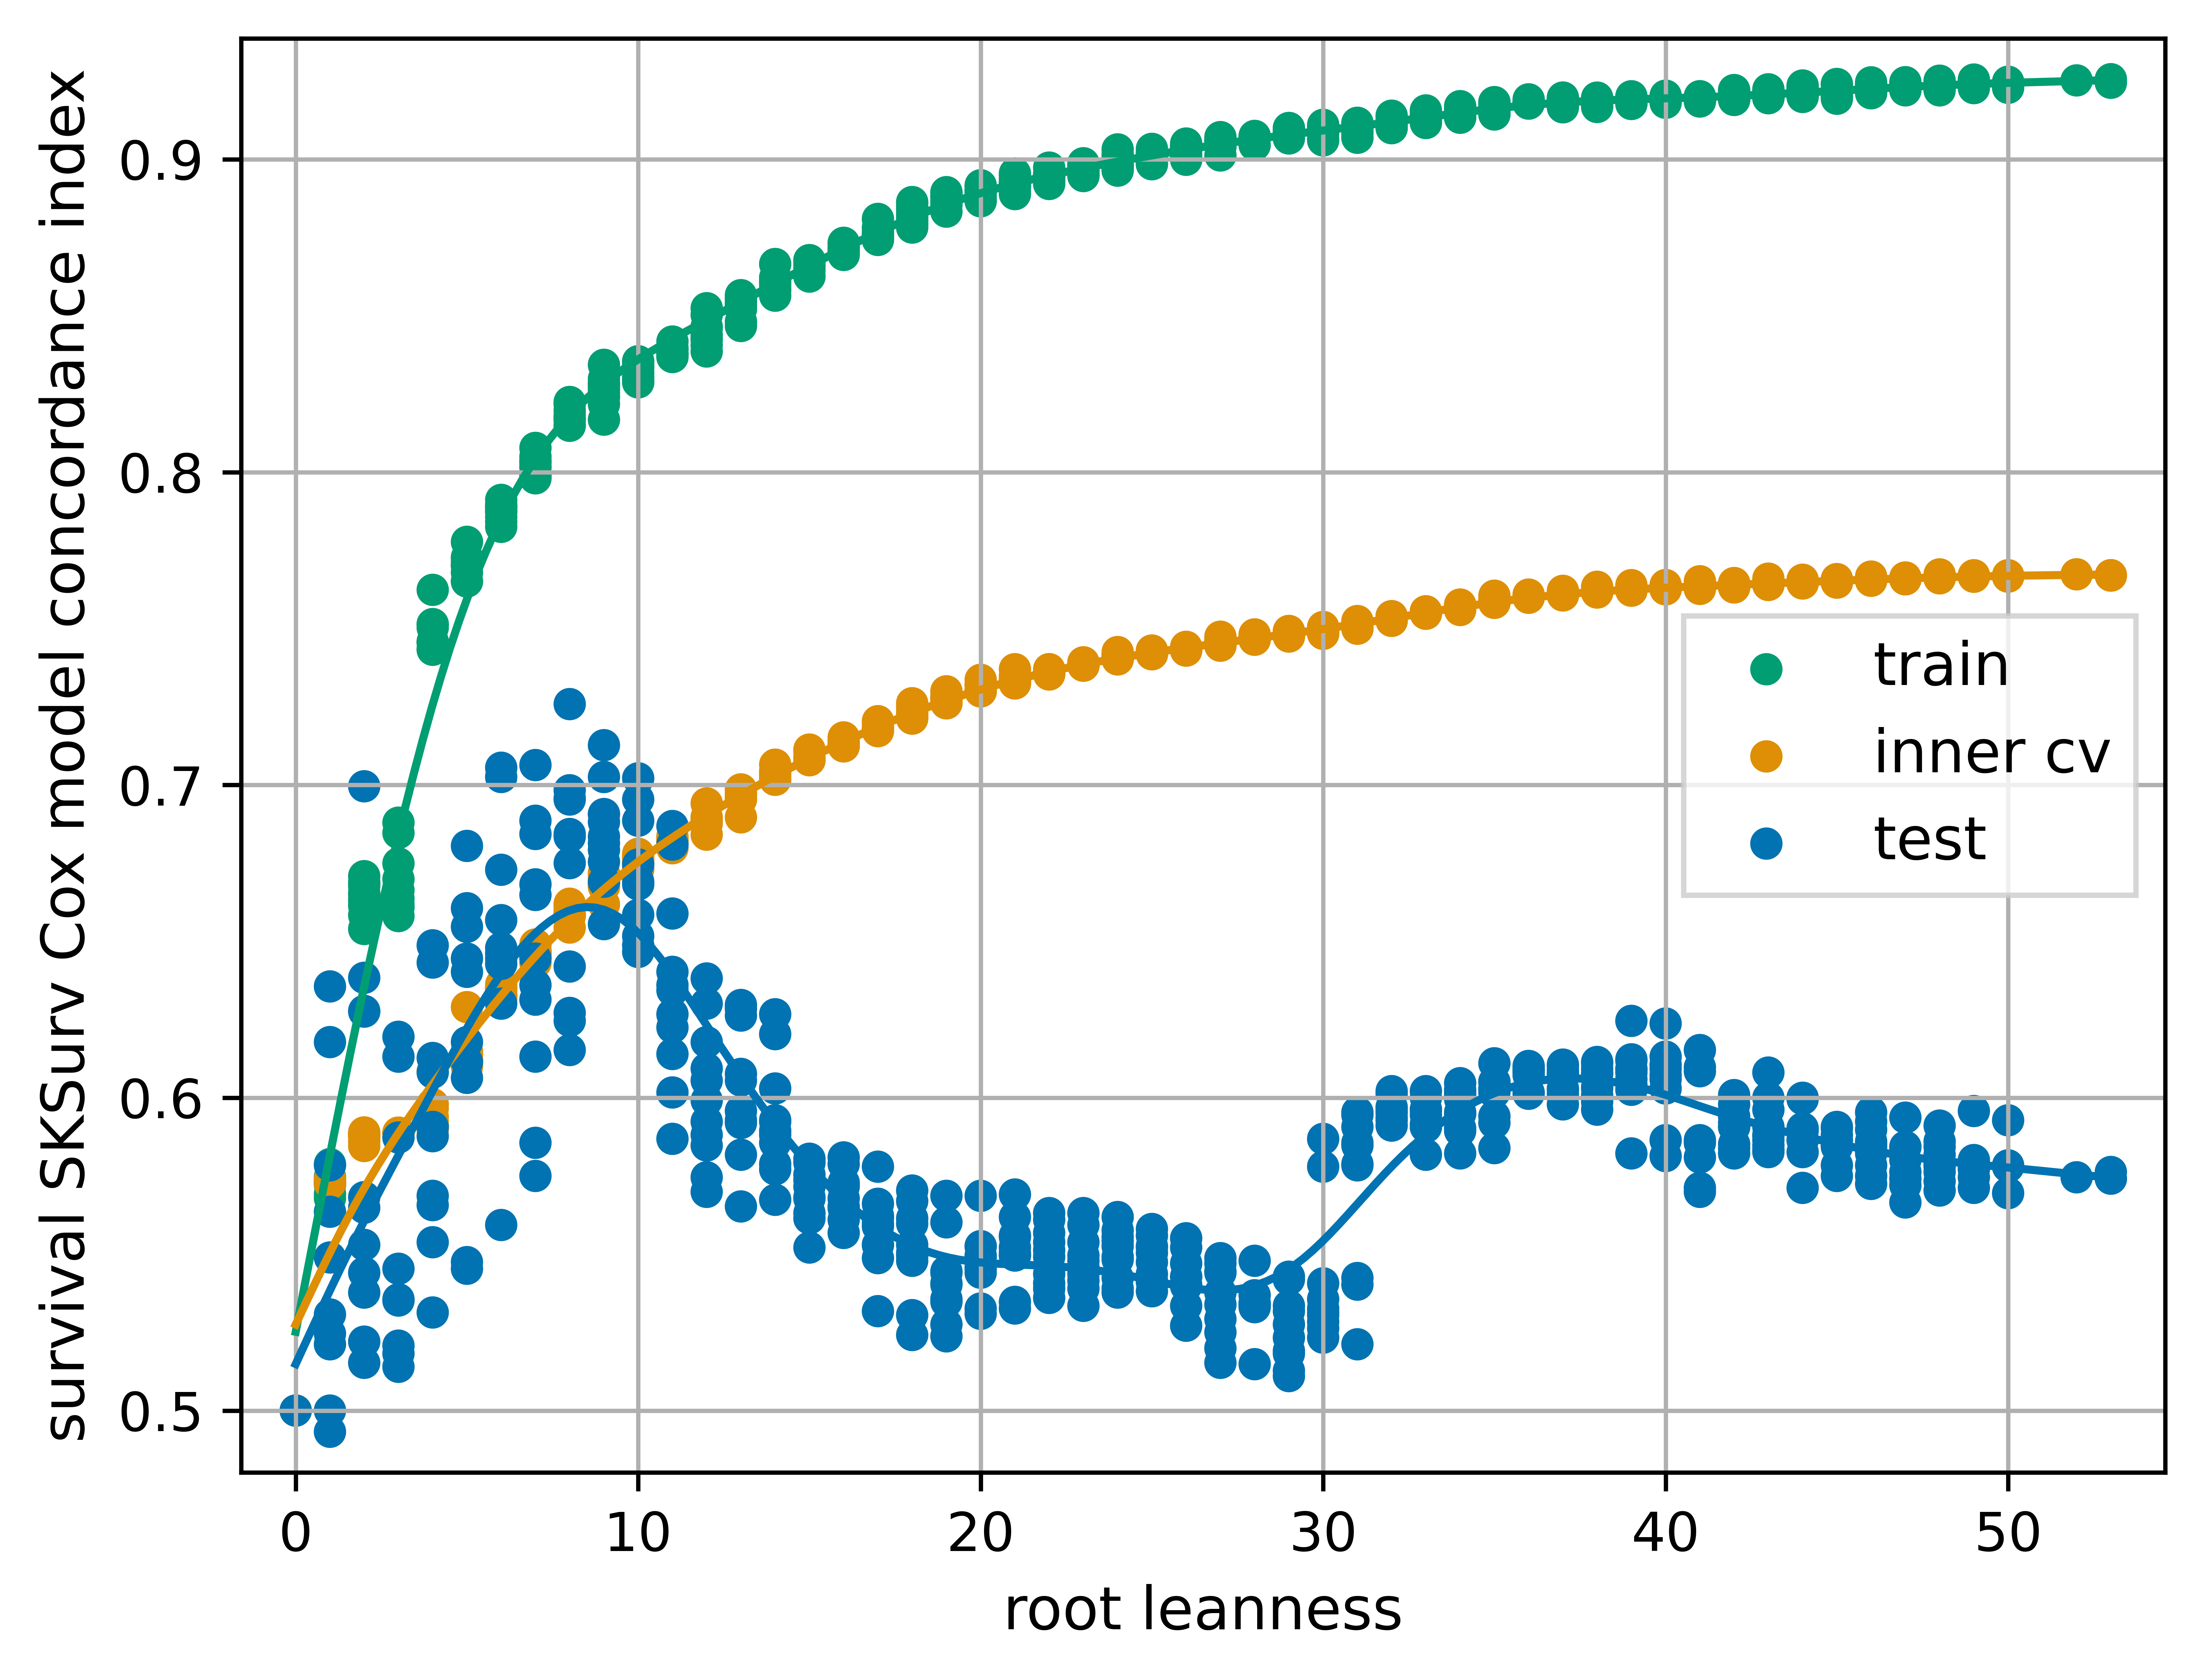 survival SKSurv Cox model concordance index
0.9
0.8
0.7
0.6
0.5
train
inner cv
test
0 10 20 30 40 50
root leanness